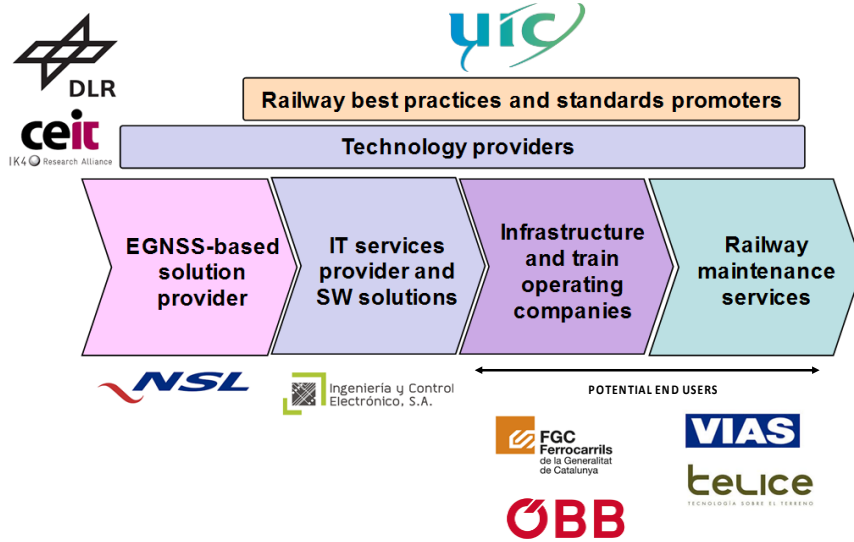 uic
DLR
ceit
IK4 Research Alliance
Railway best practices and standards promoters
Technology providers
EGNSS-based
solution
provider
IT services
provider and
SW solutions
Infrastructure
and train
operating
companies
Railway
maintenance
services
NSL
Ingeniería y Control
Electrónico, S.A.
POTENTIAL END USERS
FGC
Ferrocarrils
de la Generalitat
de Catalunya
ÖBB
VIAS
telice
TECNOLOGÍA SOBRE EL TERRENO